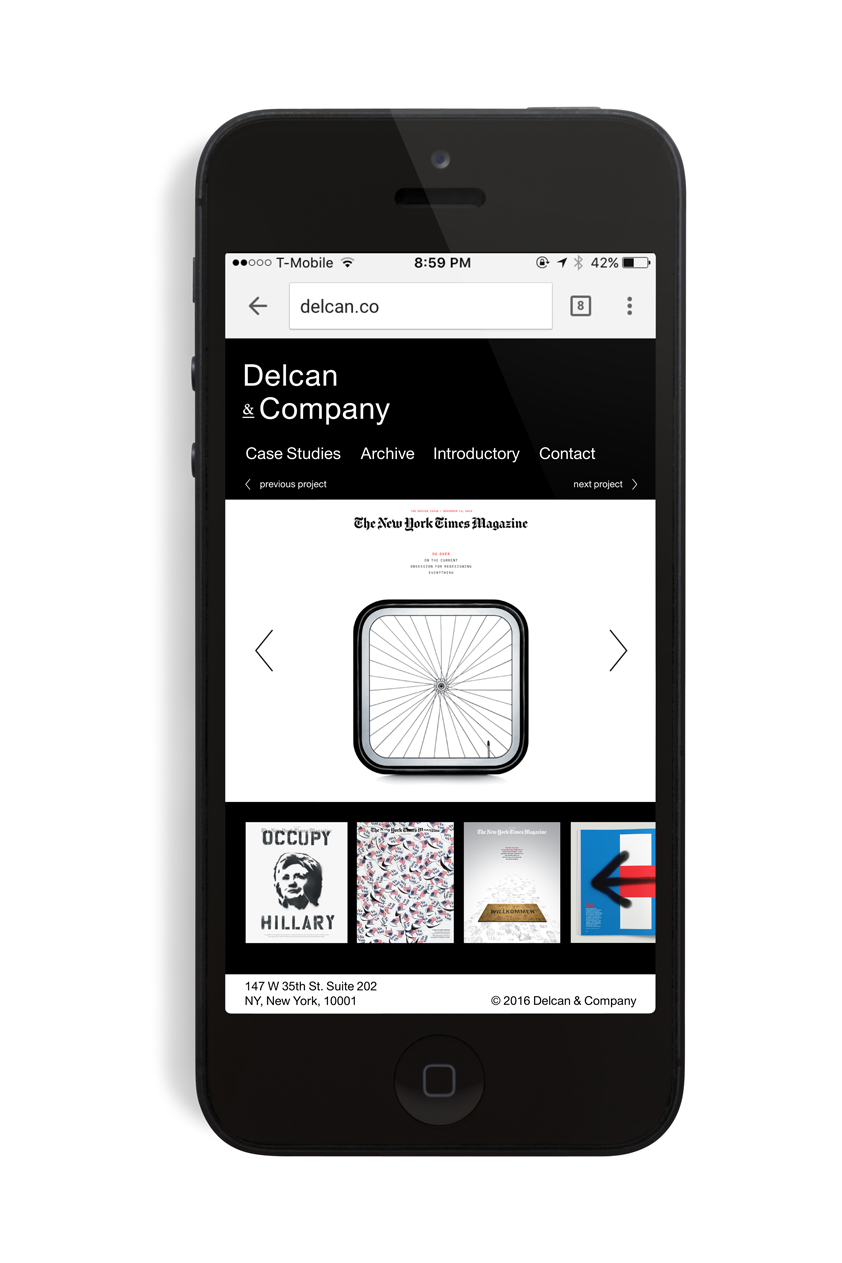 T-Mobile 8:59 PM 42%
delcan.co 8
Delcan
& Company
Case Studies Archive Introductory Contact
previous project next project
The New York Times Magazine
DO OVER
ON THE CURRENT
OBSESSION FOR REDESIGNING
EVERYTHING
OCCUPY
HILLARY
The New York Times Magazine
The New York Times Magazine
WILLKOMMEN
147 W 35th St. Suite 202
NY, New York, 10001
© 2016 Delcan & Company